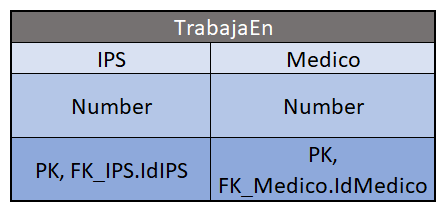 TrabajaEn
IPS Medico
Number Number
PK, FK_IPS.IdIPS PK,
FK_Medico.IdMedico